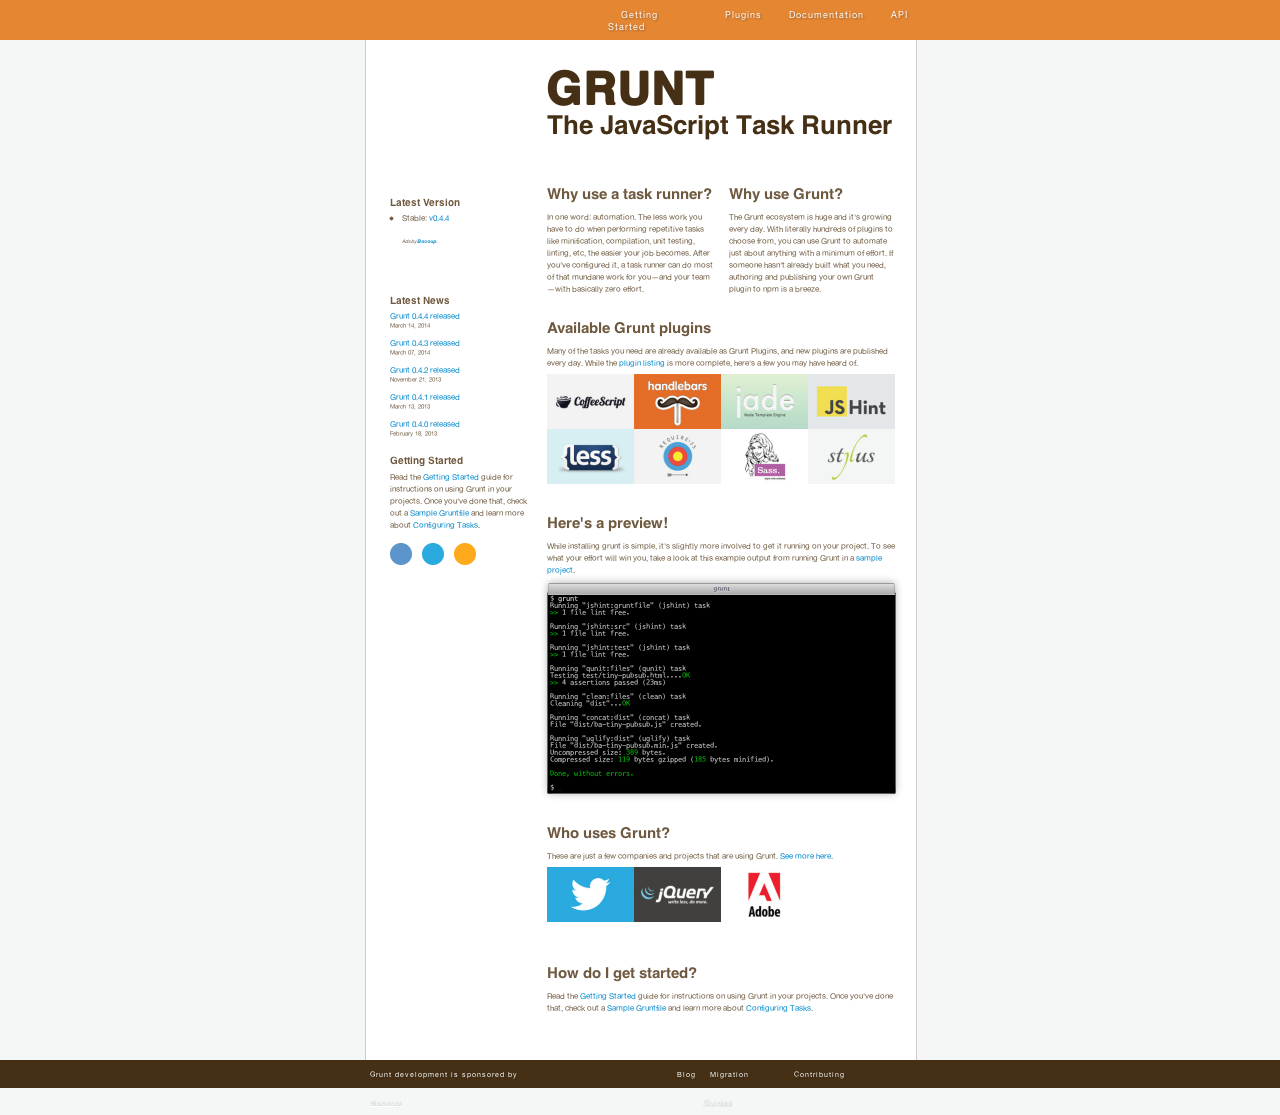 Getting Started
Plugins
Documentation
API
GRUNT
The JavaScript Task Runner
Latest Version
Stable: v0.4.4
Ads by Bocoup.
Latest News
Grunt 0.4.4 released
March 14, 2014
Grunt 0.4.3 released
March 07, 2014
Grunt 0.4.2 released
November 21, 2013
Grunt 0.4.1 released
March 13, 2013
Grunt 0.4.0 released
February 18, 2013
Getting Started
Read the Getting Started guide for
instructions on using Grunt in your
projects. Once you've done that, check
out a Sample Gruntfile and learn more
about Configuring Tasks.
Why use a task runner?
In one word: automation. The less work you
have to do when performing repetitive tasks
like minification, compilation, unit testing,
linting, etc, the easier your job becomes. After
you've configured it, a task runner can do most
of that mundane work for you—and your team
—with basically zero effort.
Why use Grunt?
The Grunt ecosystem is huge and it's growing
every day. With literally hundreds of plugins to
choose from, you can use Grunt to automate
just about anything with a minimum of effort. If
someone hasn't already built what you need,
authoring and publishing your own Grunt
plugin to npm is a breeze.
Available Grunt plugins
Many of the tasks you need are already available as Grunt Plugins, and new plugins are published
every day. While the plugin listing is more complete, here's a few you may have heard of.
CoffeeScript
handlebars
jade
Node Template Engine
JS Hint
{less}
REQUIRE.JS
Sass.
stylus
Here's a preview!
While installing grunt is simple, it's slightly more involved to get it running on your project. To see
what your effort will win you, take a look at this example output from running Grunt in a sample
project.
grunt
$ grunt
Running "jshint:gruntfile" (jshint) task
>> 1 file lint free.
Running "jshint:src" (jshint) task
>> 1 file lint free.
Running "jshint:test" (jshint) task
>> 1 file lint free.
Running "qunit:files" (qunit) task
Testing test/tiny-pubsub.html....OK
>> 4 assertions passed (23ms)
Running "clean:files" (clean) task
Cleaning "dist"...OK
Running "concat:dist" (concat) task
File "dist/ba-tiny-pubsub.js" created.
Running "uglify:dist" (uglify) task
File "dist/ba-tiny-pubsub.min.js" created.
Uncompressed size: 389 bytes.
Compressed size: 119 bytes gzipped (185 bytes minified).
Done, without errors.
$
Who uses Grunt?
These are just a few companies and projects that are using Grunt. See more here.
jQuery
write less, do more.
Adobe
How do I get started?
Read the Getting Started guide for instructions on using Grunt in your projects. Once you've done
that, check out a Sample Gruntfile and learn more about Configuring Tasks.
Grunt development is sponsored by
Blog
Migration
Contributing
Guides